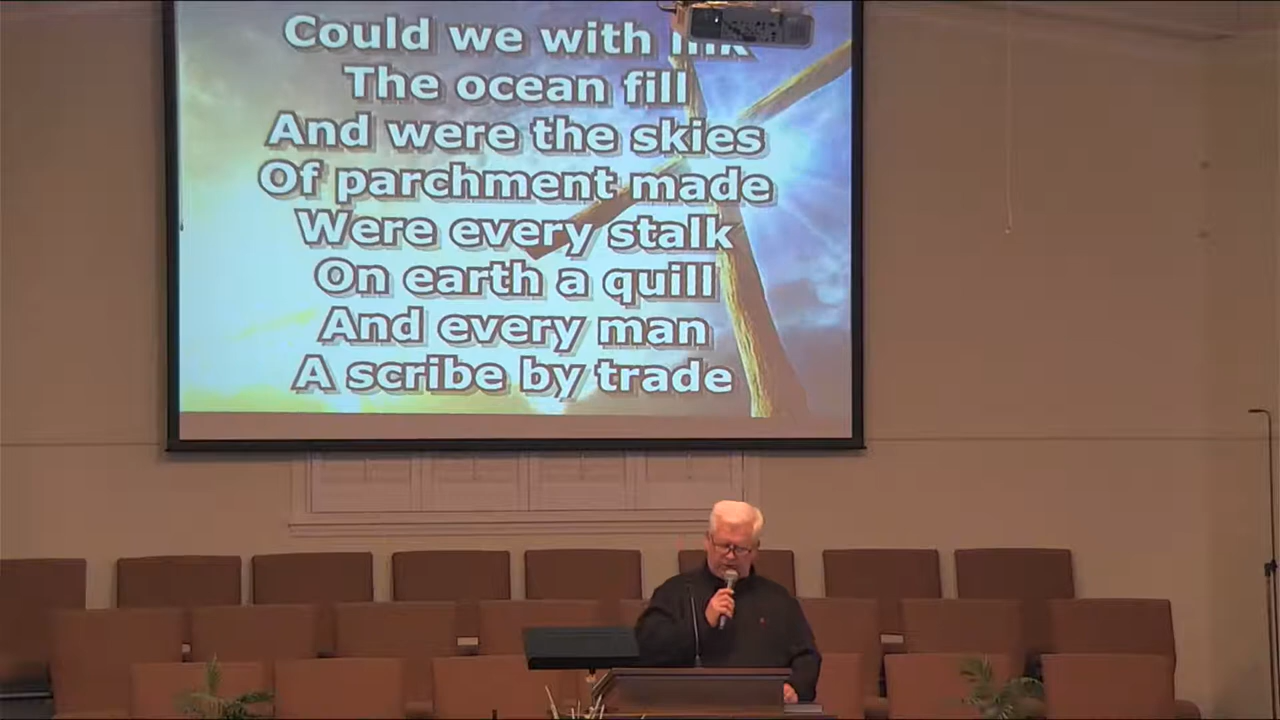 Could we with ink
The ocean fill
And were the skies
Of parchment made
Were every stalk
On earth a quill
And every man
A scribe by trade